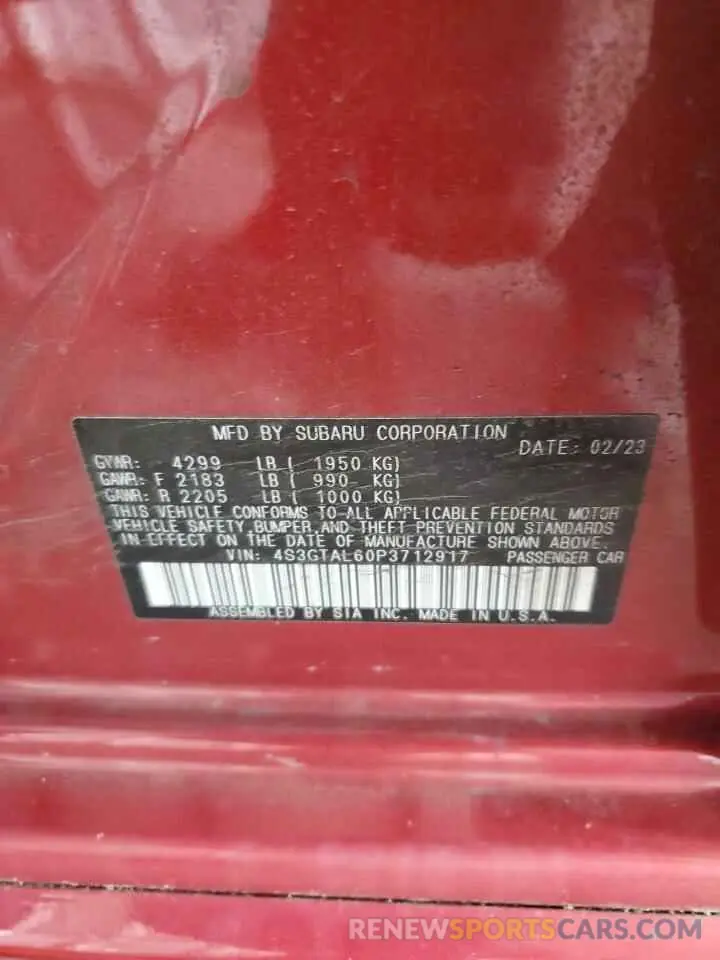 MFD BY SUBARU CORPORATION
DATE: 02/23
GVWR: 4299 LB ( 1950 KG)
GAWR: F 2183 LB ( 990 KG)
GAWR: R 2205 LB ( 1000 KG)
THIS VEHICLE CONFORMS TO ALL APPLICABLE FEDERAL MOTOR
VEHICLE SAFETY, BUMPER, AND THEFT PREVENTION STANDARDS
IN EFFECT ON THE DATE OF MANUFACTURE SHOWN ABOVE.
VIN: 4S3GTAL60P3712917 PASSENGER CAR
ASSEMBLED BY SIA INC. MADE IN U.S.A.
RENEWSPORTSCARS.COM